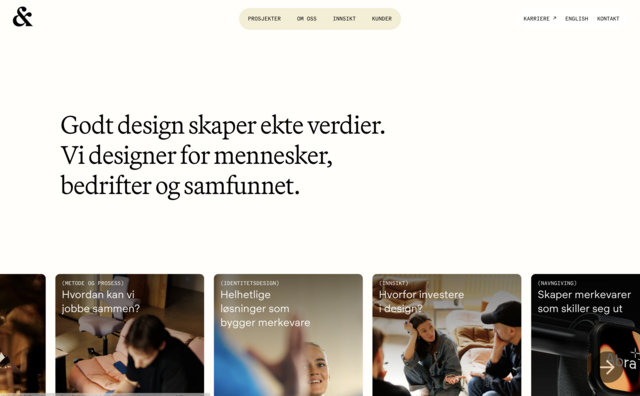 &
PROSJEKTER
OM OSS
INNSIKT
KUNDER
KARRIERE ↗
ENGLISH
KONTAKT
Godt design skaper ekte verdier.
Vi designer for mennesker,
bedrifter og samfunnet.
(METODE OG PROSESS)
Hvordan kan vi
jobbe sammen?
(IDENTITETSDESIGN)
Helhetlige
løsninger som
bygger merkevare
(INNSIKT)
Hvorfor investere
i design?
(NAVNGIVING)
Skaper merkevarer
som skiller seg ut